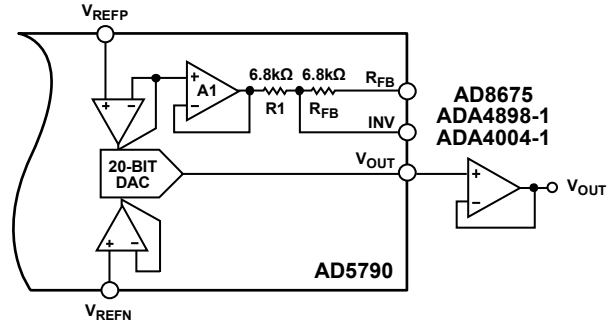 VREFP
6.8kΩ 6.8kΩ
+ −
+
A1
−
R1 RFB
RFB
INV
VOUT
AD8675
ADA4898-1
ADA4004-1
20-BIT
DAC
+
−
VOUT
+ −
AD5790
VREFN